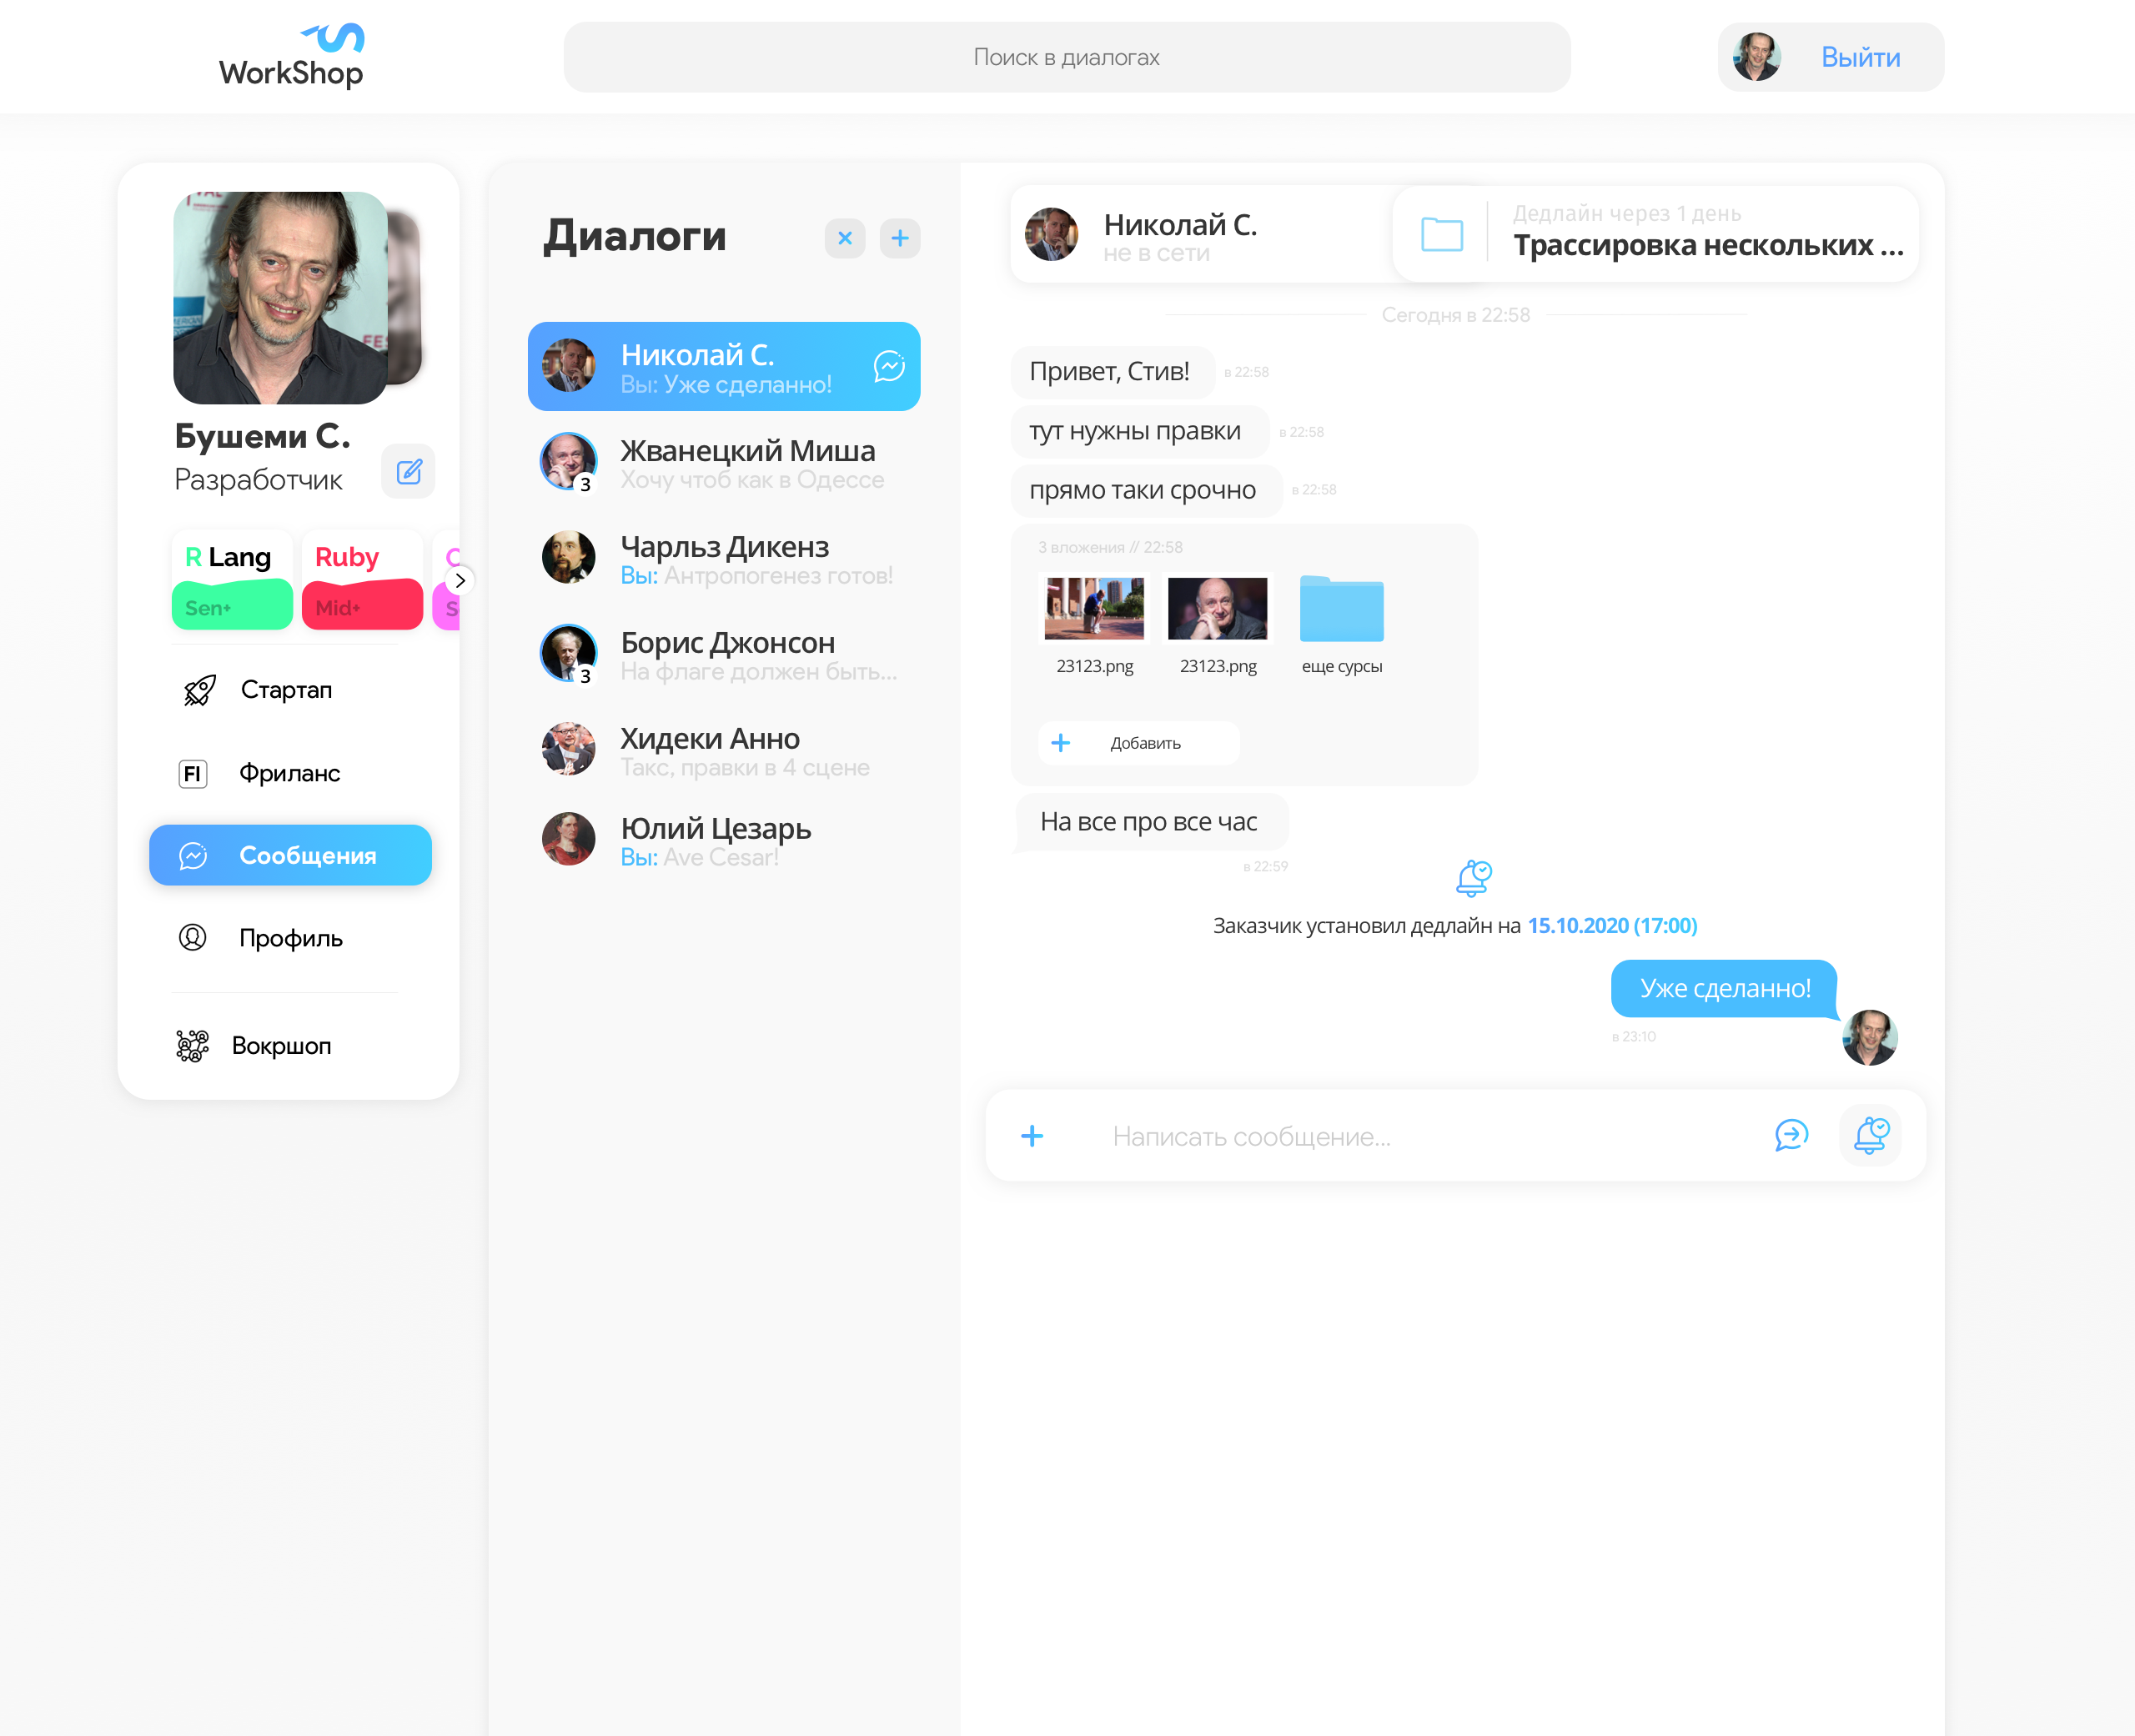 WorkShop
Поиск в диалогах
Выйти
Бушеми С.
Разработчик
R Lang
Sen+
Ruby
Mid+
Стартап
Fl
Фриланс
Сообщения
Профиль
Вокршоп
Диалоги
Николай С.
Вы: Уже сделанно!
Жванецкий Миша
Хочу чтоб как в Одессе
3
Чарльз Дикенз
Вы: Антропогенез готов!
Борис Джонсон
На флаге должен быть...
3
Хидеки Анно
Такс, правки в 4 сцене
Юлий Цезарь
Вы: Ave Cesar!
Николай С.
не в сети
Дедлайн через 1 день
Трассировка нескольких ...
Сегодня в 22:58
Привет, Стив!
в 22:58
тут нужны правки
в 22:58
прямо таки срочно
в 22:58
3 вложения // 22:58
23123.png
23123.png
еще сурсы
Добавить
На все про все час
в 22:59
Заказчик установил дедлайн на 15.10.2020 (17:00)
Уже сделанно!
в 23:10
Написать сообщение...